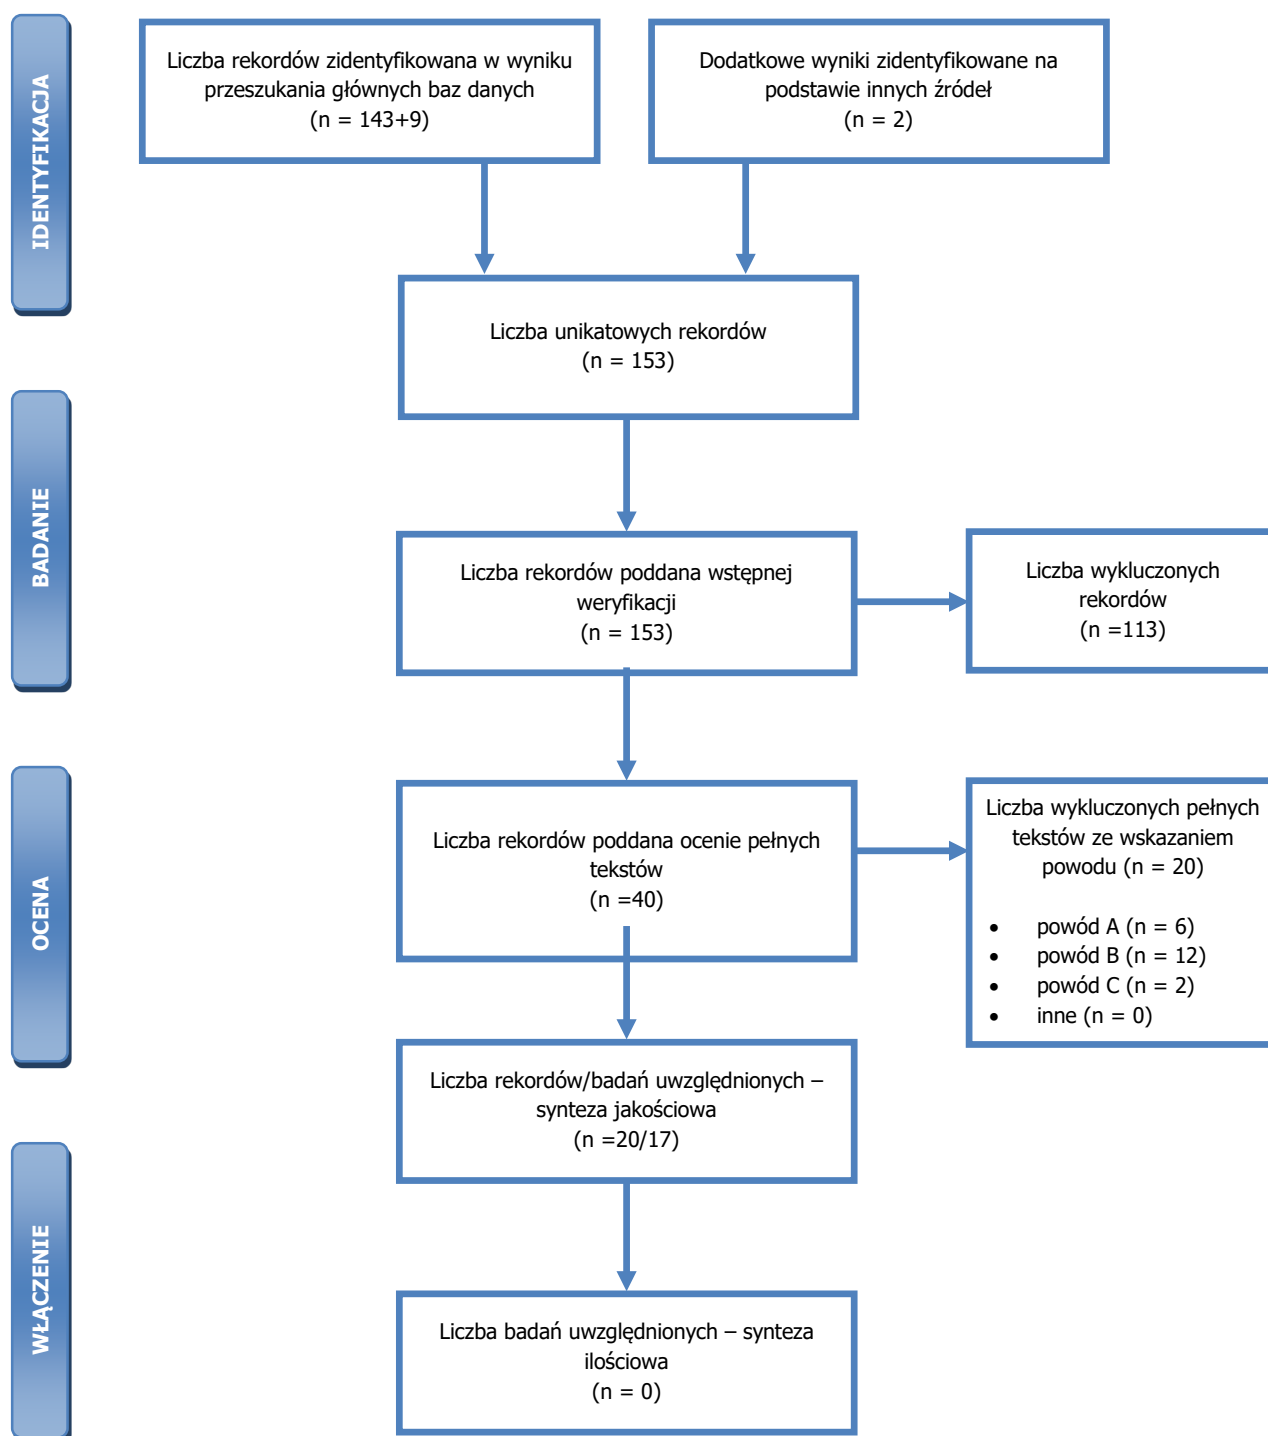 IDENTYFIKACJA
Liczba rekordów zidentyfikowana w wyniku
przeszukania głównych baz danych
(n = 143+9)
Dodatkowe wyniki zidentyfikowane na
podstawie innych źródeł
(n = 2)
Liczba unikatowych rekordów
(n = 153)
BADANIE
Liczba rekordów poddana wstępnej
weryfikacji
(n = 153)
Liczba wykluczonych
rekordów
(n =113)
OCENA
Liczba rekordów poddana ocenie pełnych
tekstów
(n =40)
Liczba wykluczonych pełnych
tekstów ze wskazaniem
powodu (n = 20)
• powód A (n = 6)
• powód B (n = 12)
• powód C (n = 2)
• inne (n = 0)
Liczba rekordów/badań uwzględnionych –
synteza jakościowa
(n =20/17)
WŁĄCZENIE
Liczba badań uwzględnionych – synteza
ilościowa
(n = 0)